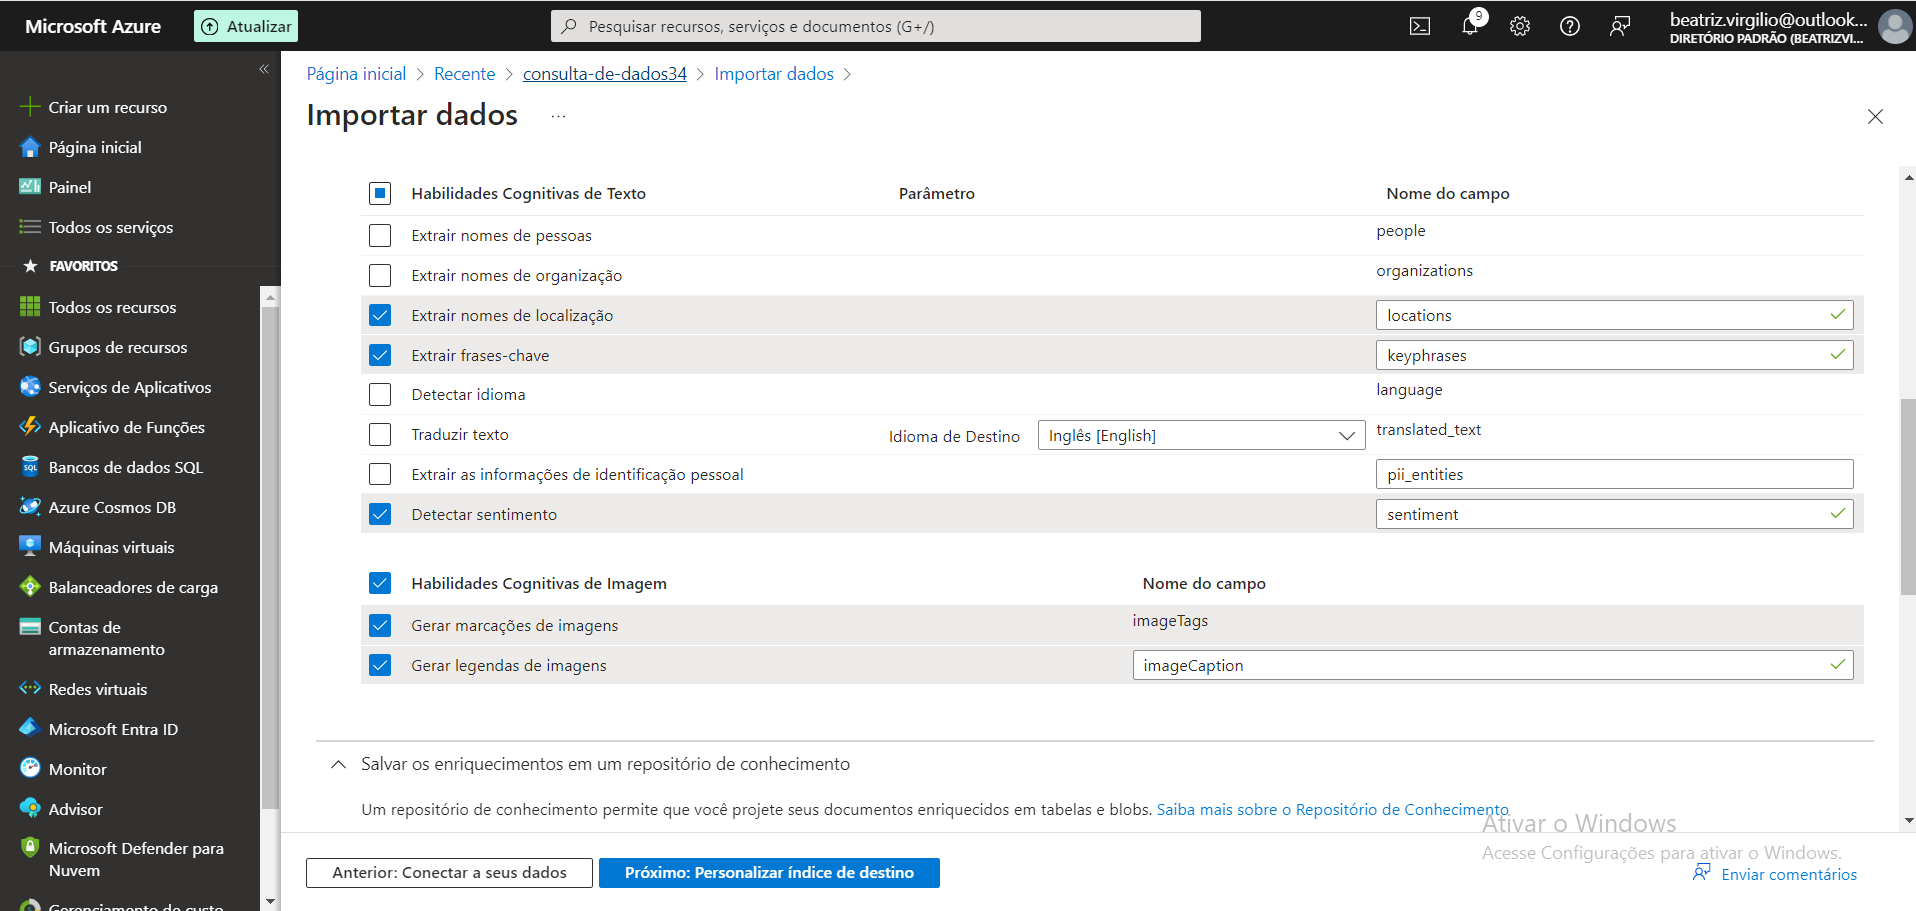 Microsoft Azure
Atualizar
Pesquisar recursos, serviços e documentos (G+/)
9
beatriz.virgilio@outlook...
DIRETÓRIO PADRÃO (BEATRIZVI...
Criar um recurso
Página inicial
Painel
Todos os serviços
FAVORITOS
Todos os recursos
Grupos de recursos
Serviços de Aplicativos
Aplicativo de Funções
SQL
Bancos de dados SQL
Azure Cosmos DB
Máquinas virtuais
Balanceadores de carga
Contas de
armazenamento
Redes virtuais
Microsoft Entra ID
Monitor
Advisor
Microsoft Defender para
Nuvem
Gerenciamento de custo
Página inicial > Recente > consulta-de-dados34 > Importar dados >
Importar dados ...
Habilidades Cognitivas de Texto Parâmetro Nome do campo
Extrair nomes de pessoas people
Extrair nomes de organização organizations
Extrair nomes de localização locations
Extrair frases-chave keyphrases
Detectar idioma language
Traduzir texto Idioma de Destino Inglês [English] translated_text
Extrair as informações de identificação pessoal pii_entities
Detectar sentimento sentiment
Habilidades Cognitivas de Imagem Nome do campo
Gerar marcações de imagens imageTags
Gerar legendas de imagens imageCaption
Salvar os enriquecimentos em um repositório de conhecimento
Um repositório de conhecimento permite que você projete seus documentos enriquecidos em tabelas e blobs. Saiba mais sobre o Repositório de Conhecimento
Ativar o Windows
Acesse Configurações para ativar o Windows.
Anterior: Conectar a seus dados
Próximo: Personalizar índice de destino
Enviar comentários